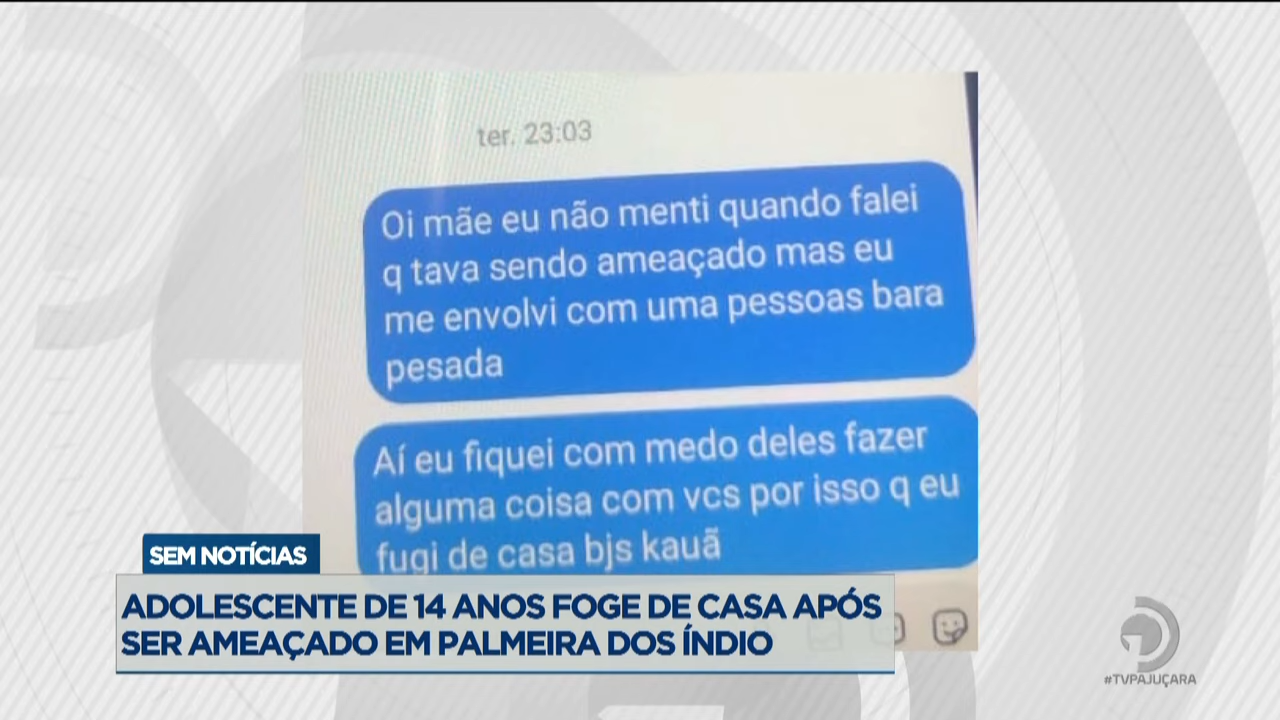 ter. 23:03
Oi mãe eu não menti quando falei
q tava sendo ameaçado mas eu
me envolvi com uma pessoas bara
pesada
Aí eu fiquei com medo deles fazer
alguma coisa com vcs por isso q eu
fugi de casa bjs kauã
SEM NOTÍCIAS
ADOLESCENTE DE 14 ANOS FOGE DE CASA APÓS
SER AMEAÇADO EM PALMEIRA DOS ÍNDIO
#TVPAJUÇARA